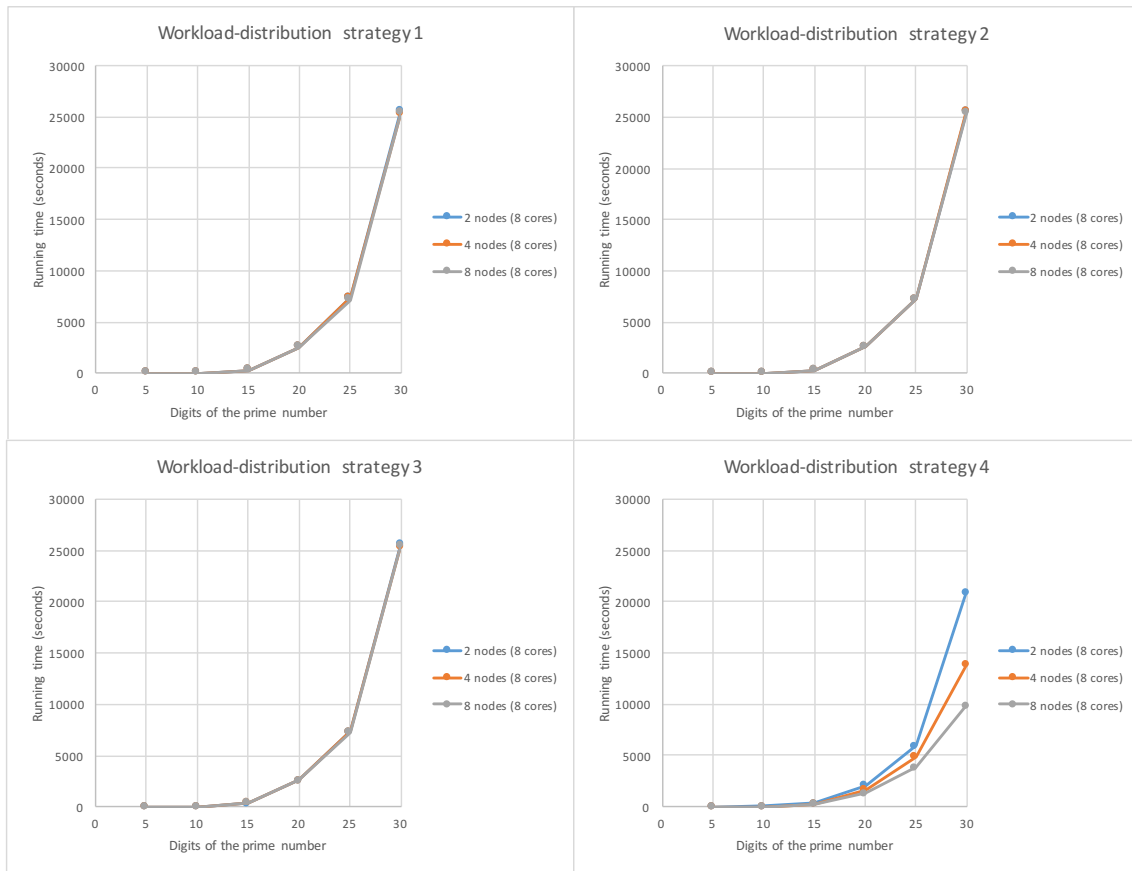 Workload-distribution strategy 1
30000
25000
20000
15000
10000
5000
0
Running time (seconds)
0 5 10 15 20 25 30
Digits of the prime number
2 nodes (8 cores)
4 nodes (8 cores)
8 nodes (8 cores)
Workload-distribution strategy 2
30000
25000
20000
15000
10000
5000
0
Running time (seconds)
0 5 10 15 20 25 30
Digits of the prime number
2 nodes (8 cores)
4 nodes (8 cores)
8 nodes (8 cores)
Workload-distribution strategy 3
30000
25000
20000
15000
10000
5000
0
Running time (seconds)
0 5 10 15 20 25 30
Digits of the prime number
2 nodes (8 cores)
4 nodes (8 cores)
8 nodes (8 cores)
Workload-distribution strategy 4
30000
25000
20000
15000
10000
5000
0
Running time (seconds)
0 5 10 15 20 25 30
Digits of the prime number
2 nodes (8 cores)
4 nodes (8 cores)
8 nodes (8 cores)